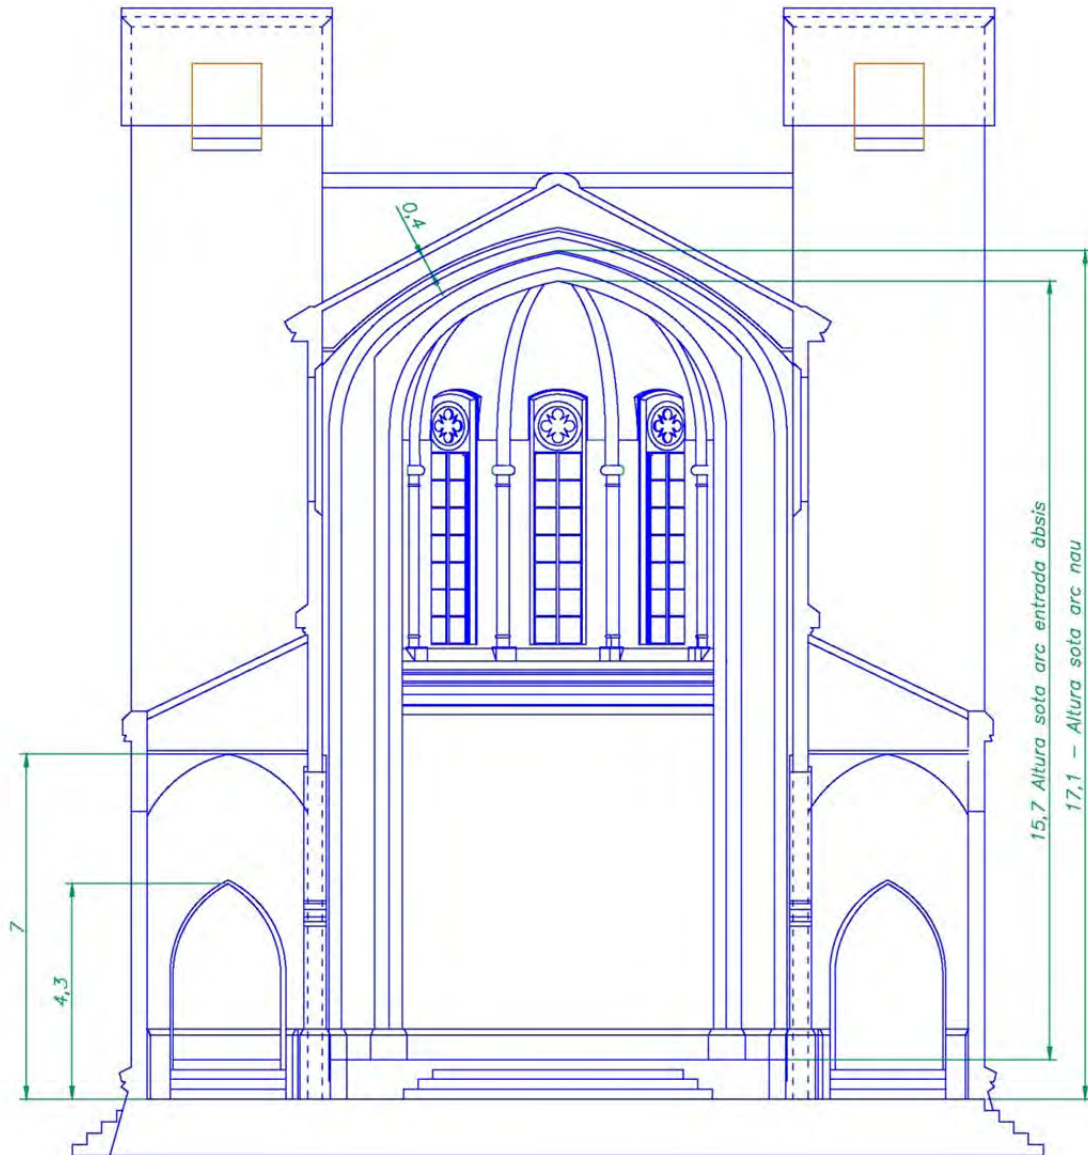 0,4
15,7 Altura sota arc entrada àbsis
17,1 – Altura sota arc nau
7
4,3